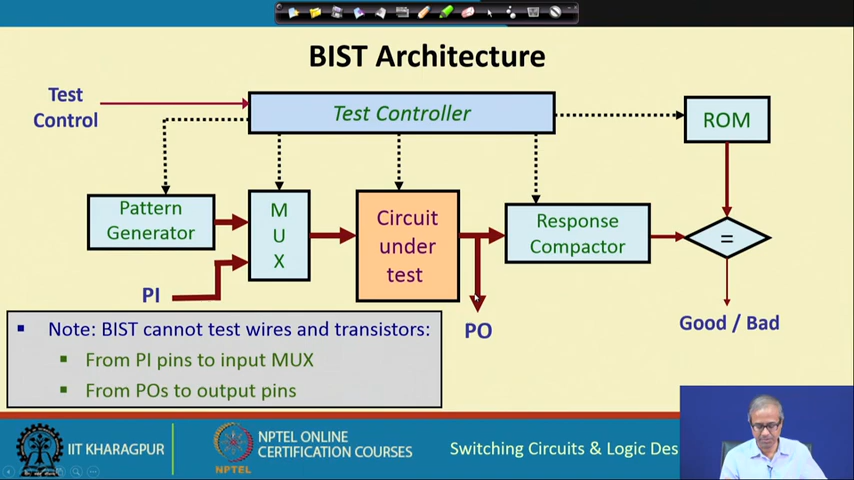 BIST Architecture
Test
Control
Test Controller
ROM
Pattern
Generator
M
U
X
Circuit
under
test
Response
Compactor
=
PI
PO
Good / Bad
Note: BIST cannot test wires and transistors:
From PI pins to input MUX
From POs to output pins
IIT KHARAGPUR
NPTEL
NPTEL ONLINE
CERTIFICATION COURSES
Switching Circuits & Logic Des